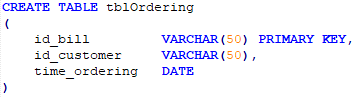 CREATE TABLE tblOrdering
(
    id_bill         VARCHAR(50) PRIMARY KEY,
    id_customer     VARCHAR(50),
    time_ordering   DATE
)